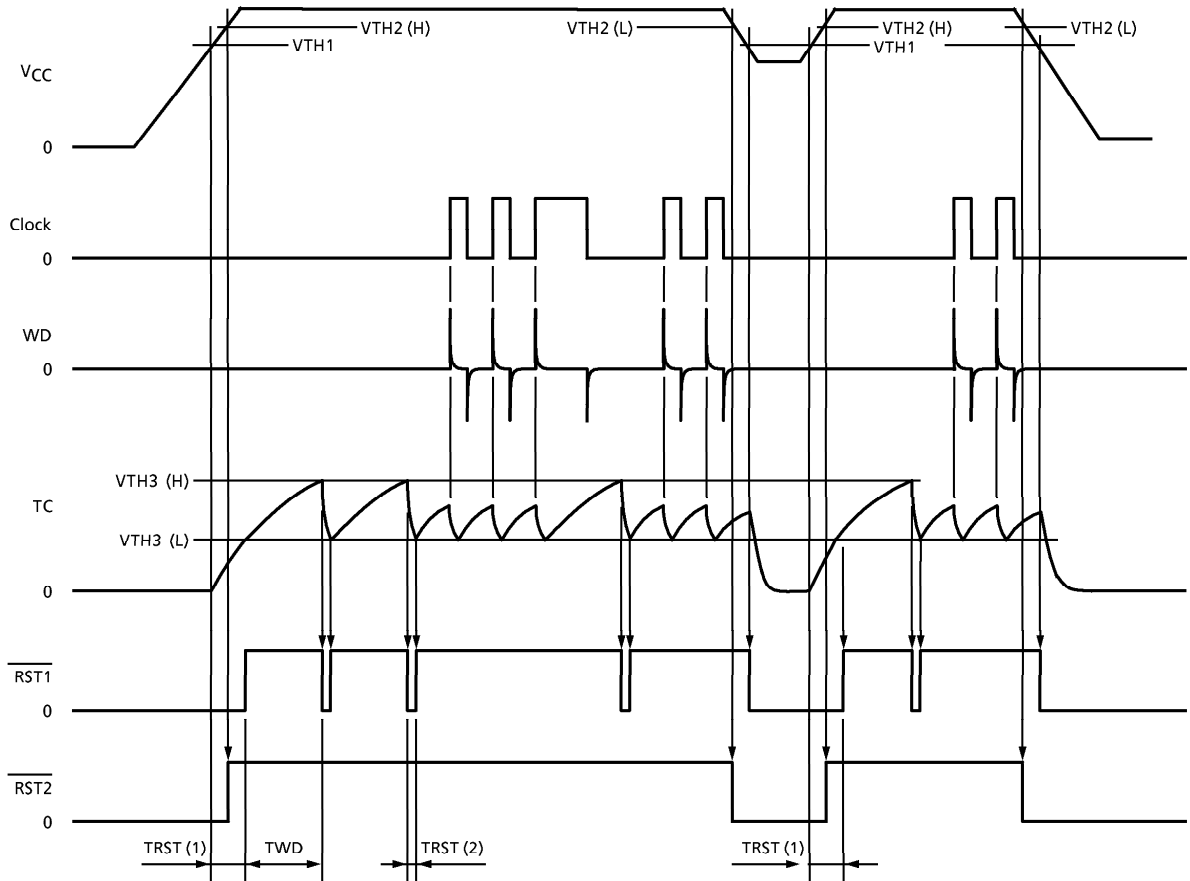 VTH2 (H)
VTH2 (L)
VTH2 (H)
VTH2 (L)
VTH1
VTH1
VCC
0
Clock
0
WD
0
VTH3 (H)
TC
VTH3 (L)
0
RST1
0
RST2
0
TRST (1)
TWD
TRST (2)
TRST (1)